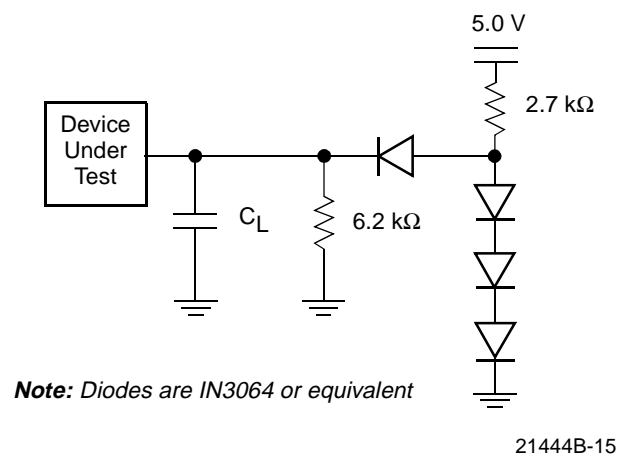 5.0 V
2.7 kΩ
Device
Under
Test
CL
6.2 kΩ
Note: Diodes are IN3064 or equivalent
21444B-15